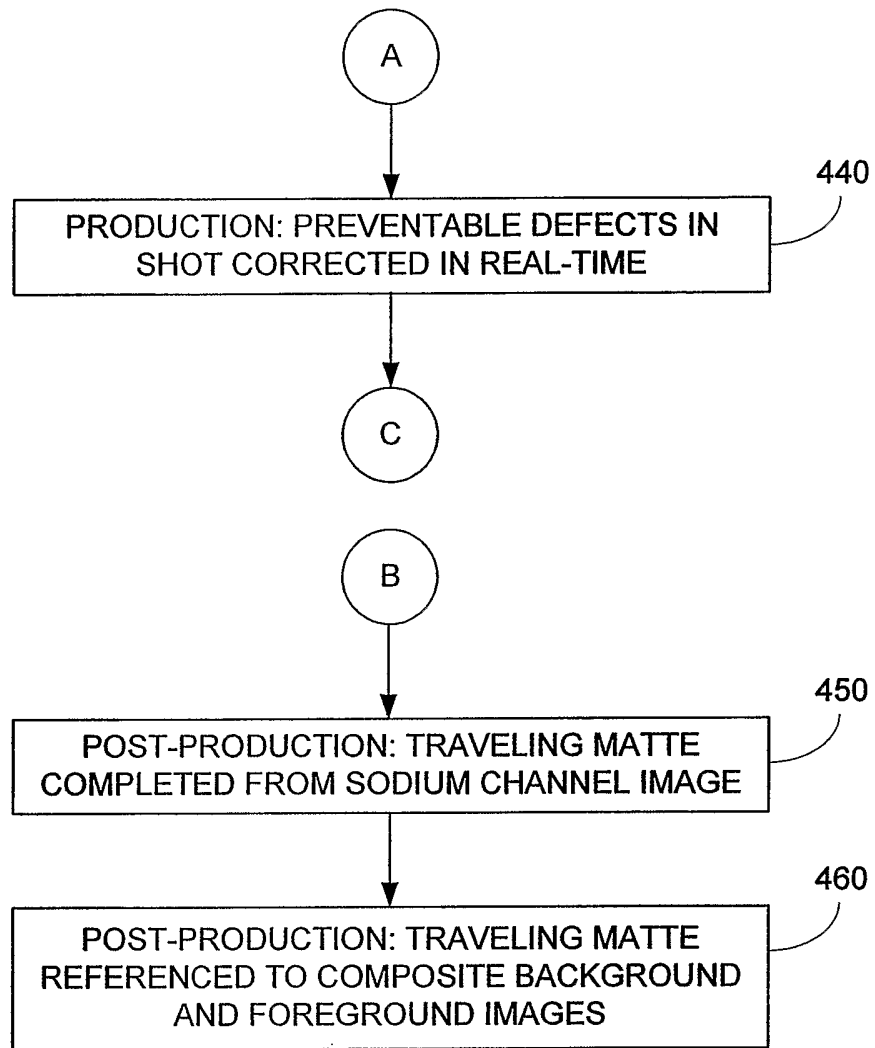 A
440
PRODUCTION: PREVENTABLE DEFECTS IN
SHOT CORRECTED IN REAL-TIME
C
B
450
POST-PRODUCTION: TRAVELING MATTE
COMPLETED FROM SODIUM CHANNEL IMAGE
460
POST-PRODUCTION: TRAVELING MATTE
REFERENCED TO COMPOSITE BACKGROUND
AND FOREGROUND IMAGES